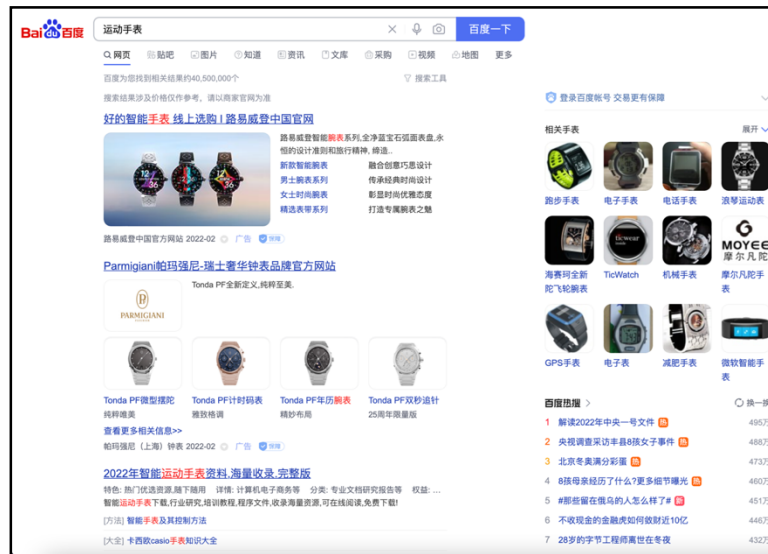 Bai du 百度
运动手表
百度一下
网页 贴吧 图片 知道 资讯 文库 采购 视频 地图 更多
百度为您找到相关结果约40,500,000个
搜索工具
搜索结果涉及价格仅作参考，请以商家官网为准
好的智能手表 线上选购 | 路易威登中国官网
路易威登智能腕表系列,全净蓝宝石弧面表盘,永
恒的设计准则和旅行精神, 缔造..
新款智能腕表 融合创意巧思设计
男士腕表系列 传承经典时尚设计
女士时尚腕表 彰显时尚优雅态度
精选表带系列 打造专属腕表之魅
路易威登中国官方网站 2022-02 广告 保障
Parmigiani帕玛强尼-瑞士奢华钟表品牌官方网站
Tonda PF全新定义,纯粹至美.
PARMIGIANI
Tonda PF微型摆陀 Tonda PF计时码表 Tonda PF年历腕表 Tonda PF双秒追针
纯粹唯美 雅致格调 精妙布局 25周年限量版
查看更多相关信息>>
帕玛强尼（上海）钟表 2022-02 广告 保障
2022年智能运动手表资料,海量收录.完整版
特色: 热门优选资源,随下随用 详情: 计算机电子商务等 分类: 专业文档研究报告等 权益: ...
智能运动手表下载,行业研究,培训教程,程序文件,收录海量资源,可在线阅读,免费下载!
[方法] 智能手表及其控制方法
[大全] 卡西欧casio手表知识大全
登录百度帐号 交易更有保障
相关手表 展开
跑步手表 电子手表 电话手表 浪琴运动表
ticwear
MOYEE
摩尔凡陀
海赛珂全新 TicWatch 机械手表 摩尔凡陀手
陀飞轮腕表 表
GPS手表 电子表 减肥手表 微软智能手
表
百度热搜 > 换一换
1 解读2022年中央一号文件 热 495万
2 央视调查采访丰县8孩女子事件 热 488万
3 北京冬奥满分彩蛋 热 473万
4 8孩母亲经历了什么?更多细节曝光 热 460万
5 #那些留在俄乌的人怎么样了# 新 451万
6 不收现金的金融虎如何敛财近10亿 446万
7 28岁的字节工程师离世在冬夜 432万